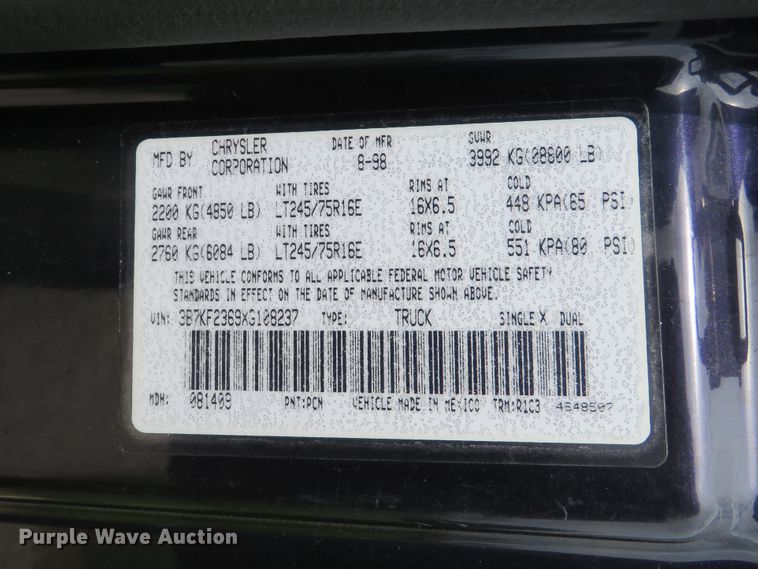 MFD BY CHRYSLER CORPORATION DATE OF MFR 8-98 GVWR 3992 KG(08800 LB)
GAWR FRONT WITH TIRES RIMS AT COLD
2200 KG(4850 LB) LT245/75R16E 16X6.5 448 KPA(65 PSI)
GAWR REAR WITH TIRES RIMS AT COLD
2760 KG(6084 LB) LT245/75R16E 16X6.5 551 KPA(80 PSI)
THIS VEHICLE CONFORMS TO ALL APPLICABLE FEDERAL MOTOR VEHICLE SAFETY
STANDARDS IN EFFECT ON THE DATE OF MANUFACTURE SHOWN ABOVE.
VIN: 3B7KF2369XG108237 TYPE: TRUCK SINGLE X DUAL
MDH: 081409 PNT:PCN VEHICLE MADE IN MEXICO TRM:R1C3 4648507
Purple Wave Auction®